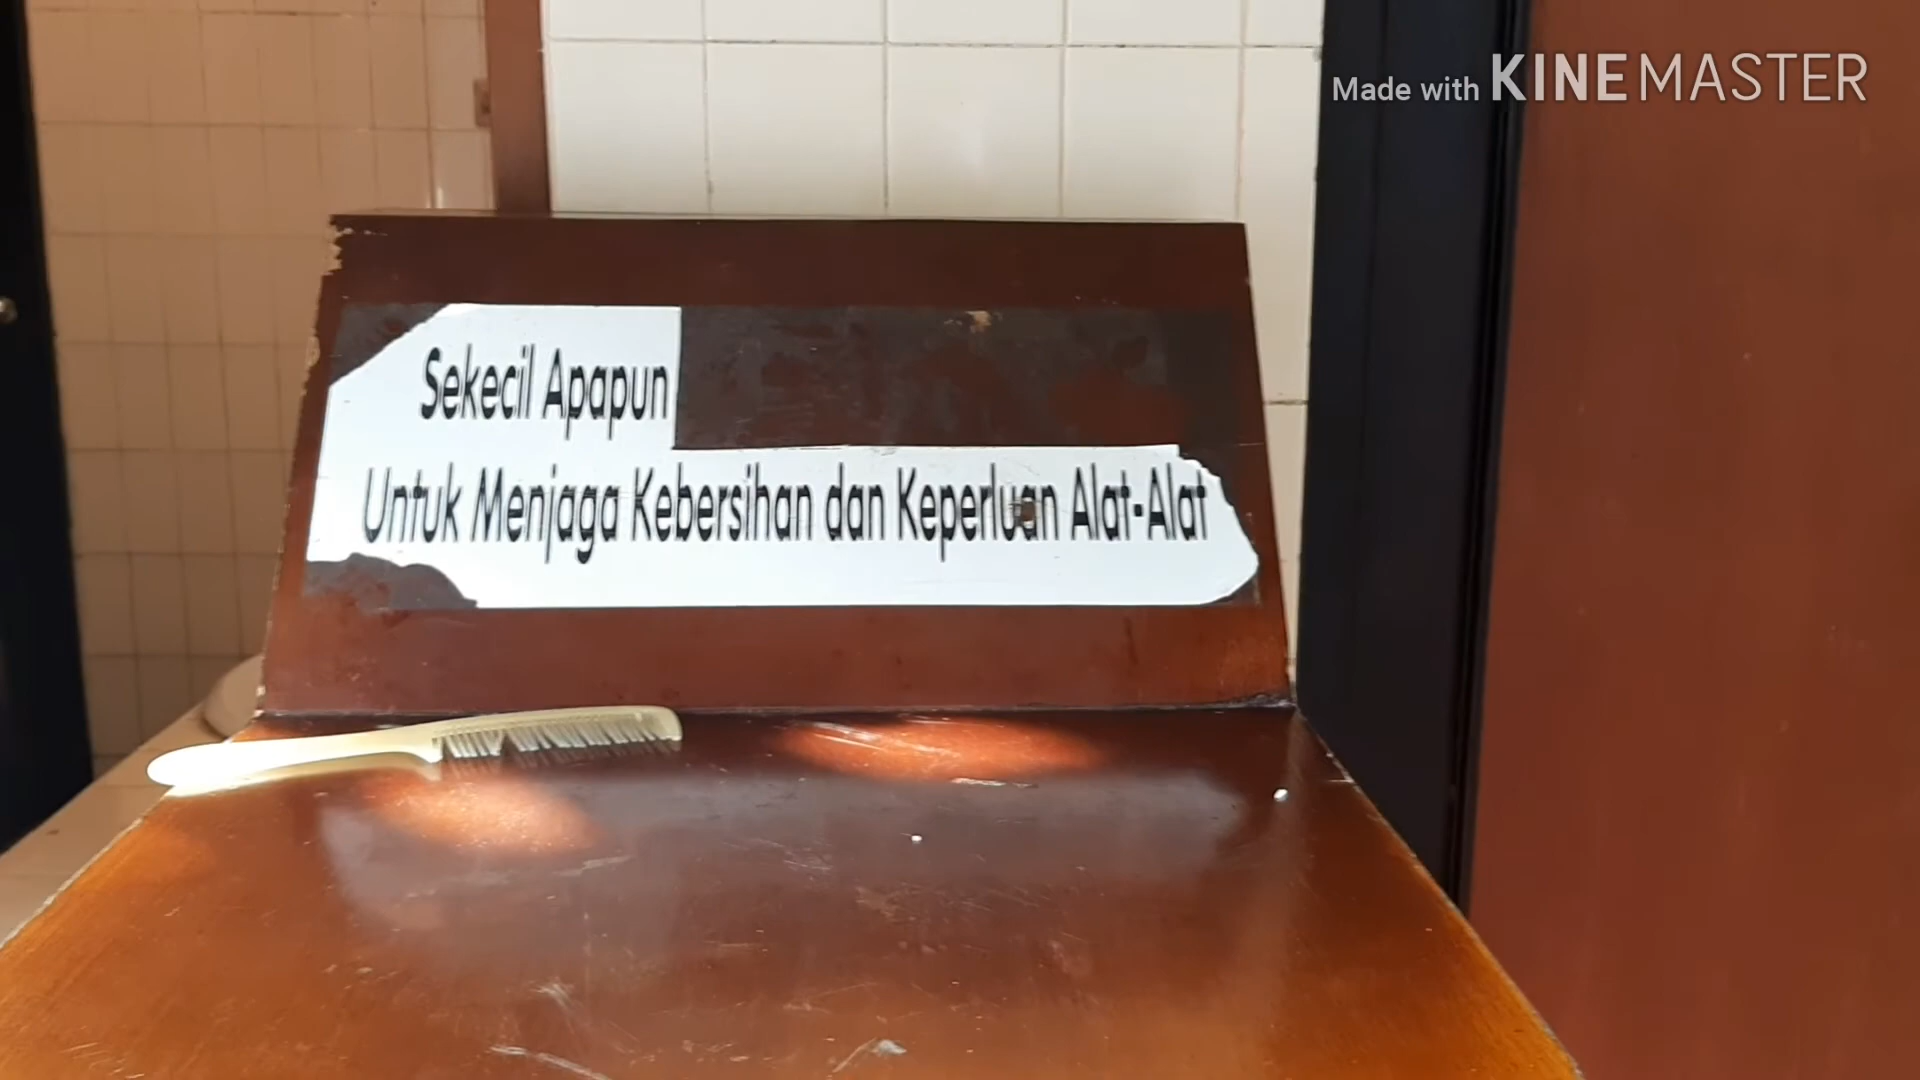 Made with KINEMASTER
Sekecil Apapun
Untuk Menjaga Kebersihan dan Keperluan Alat-Alat